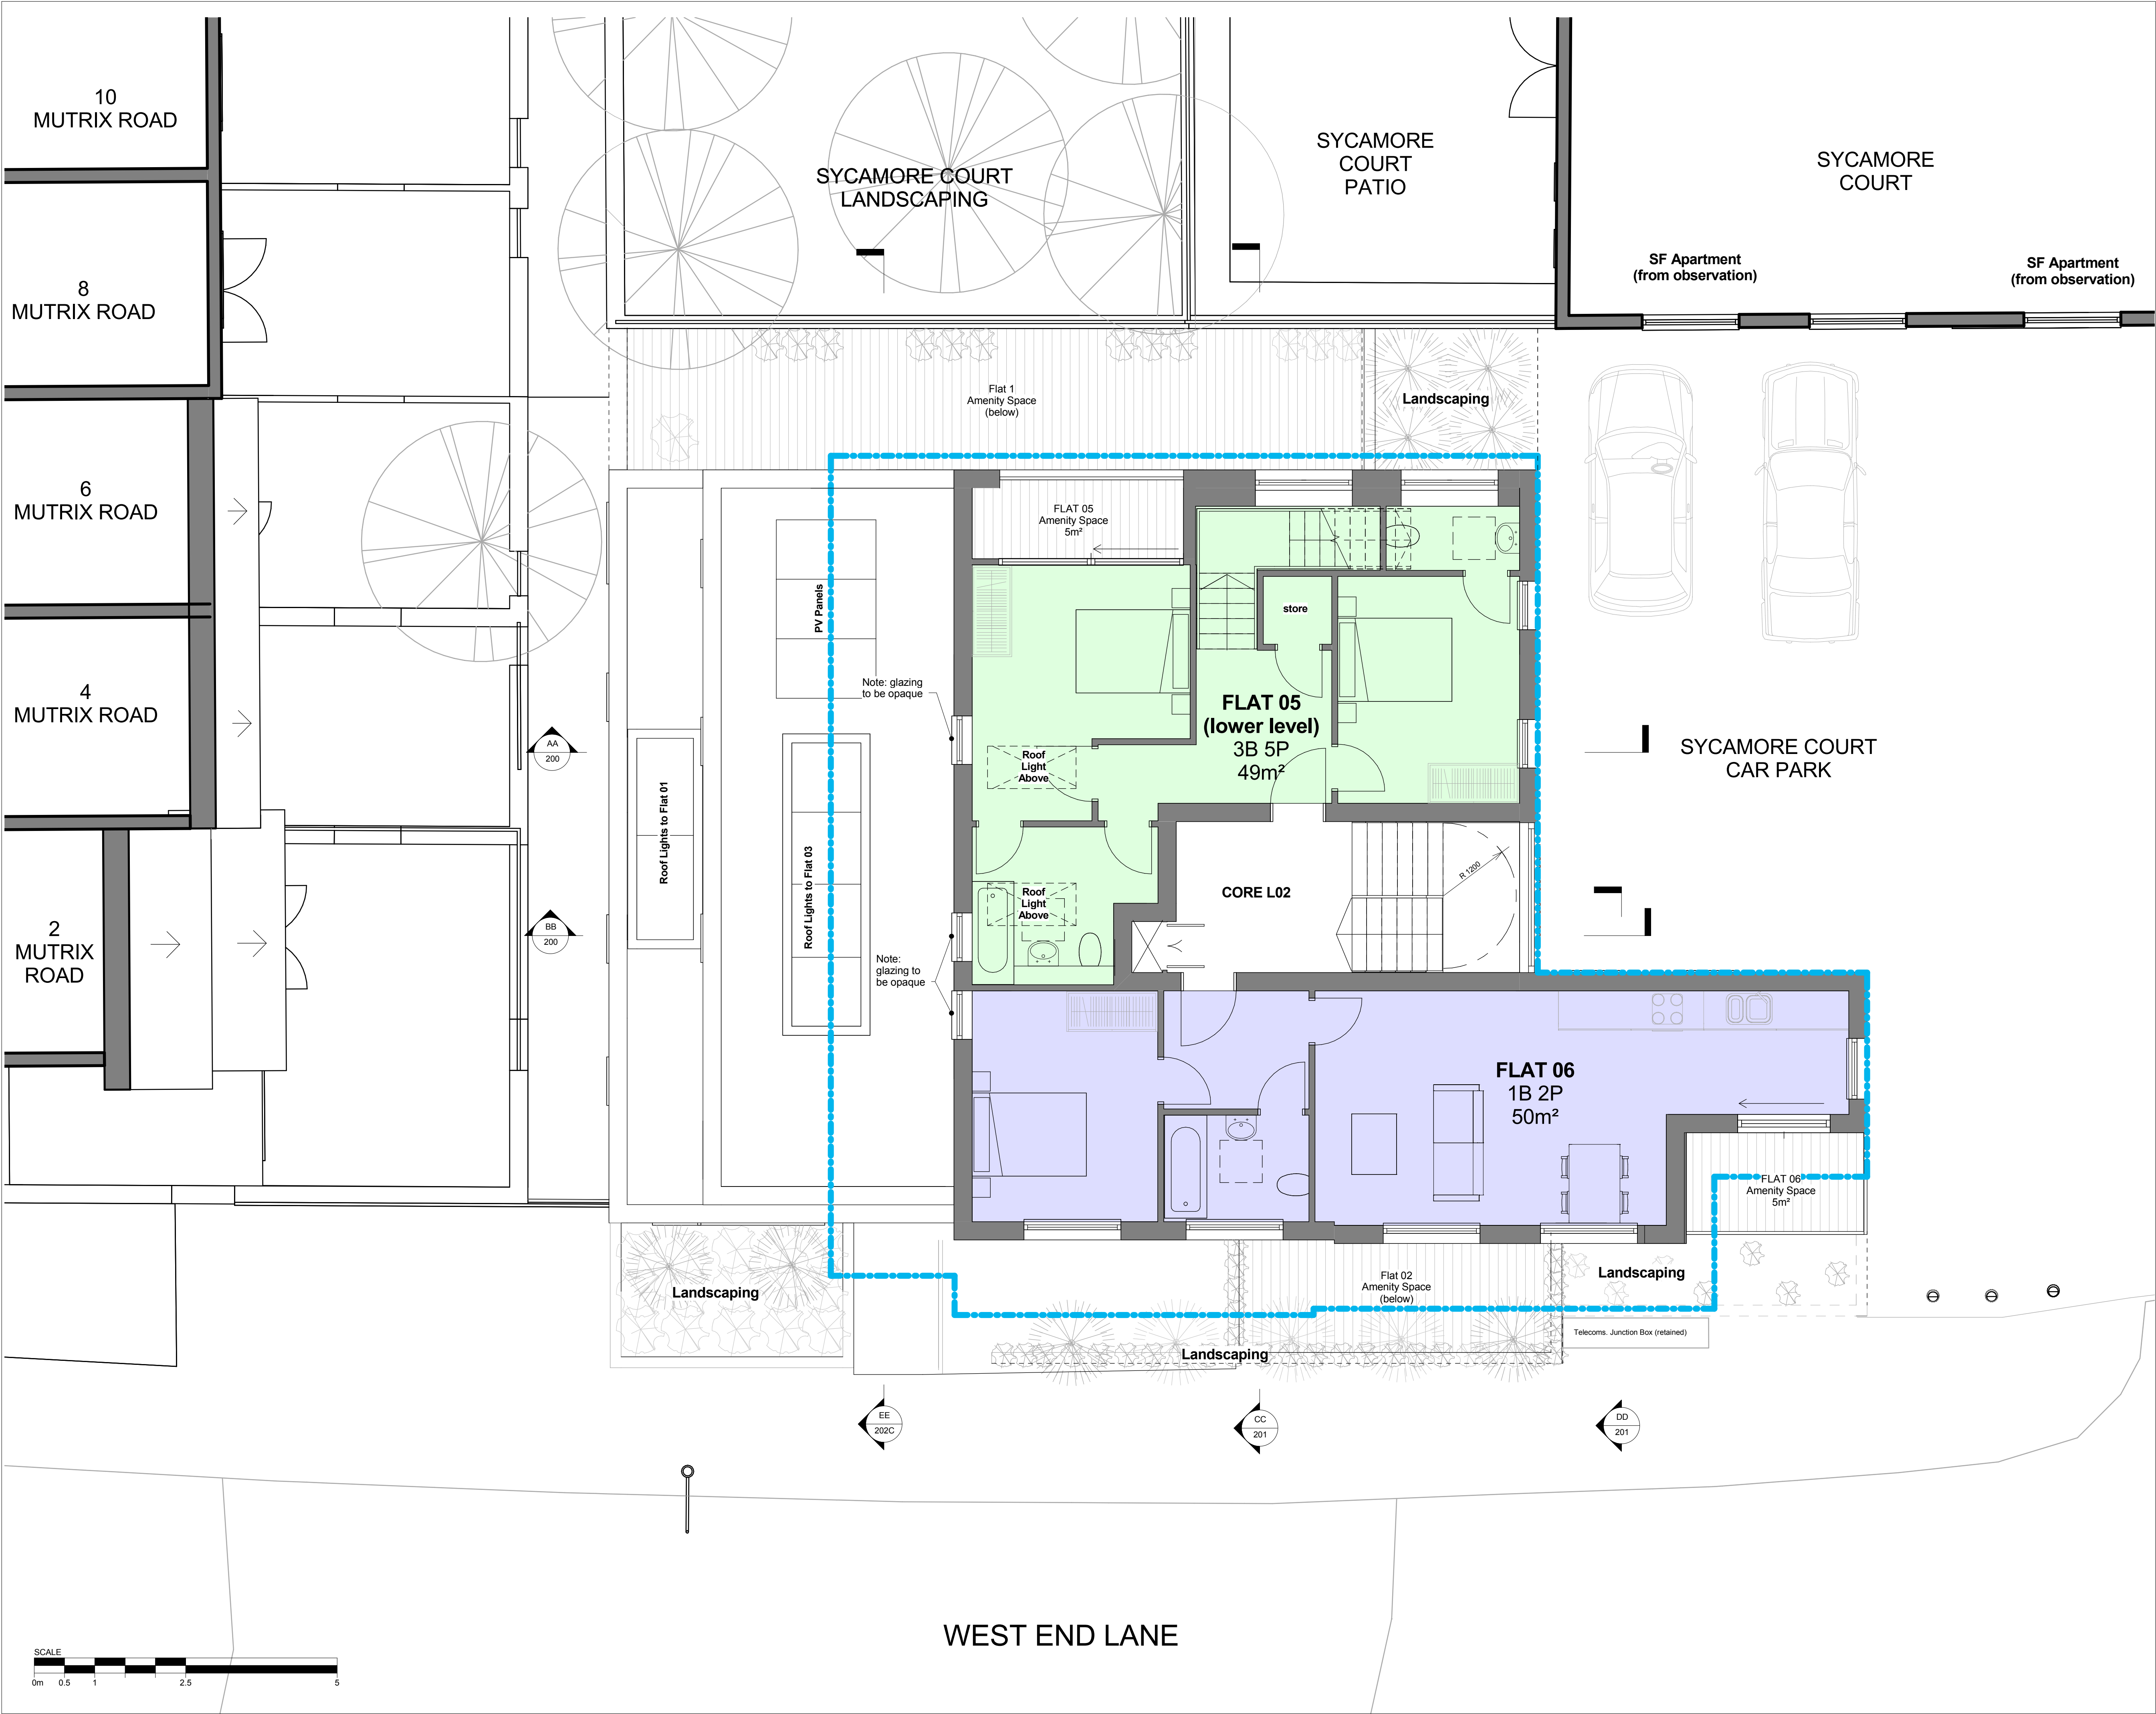 10
MUTRIX ROAD
SYCAMORE COURT
LANDSCAPING
SYCAMORE
COURT
PATIO
SYCAMORE
COURT
SF Apartment
(from observation)
SF Apartment
(from observation)
8
MUTRIX ROAD
Flat 1
Amenity Space
(below)
Landscaping
6
MUTRIX ROAD
FLAT 05
Amenity Space
5m²
PV Panels
store
Note: glazing
to be opaque
4
MUTRIX ROAD
FLAT 05
(lower level)
3B 5P
49m²
AA
200
Roof
Light
Above
SYCAMORE COURT
CAR PARK
Roof Lights to Flat 01
Roof Lights to Flat 03
R 1200
CORE L02
Roof
Light
Above
2
MUTRIX
ROAD
BB
200
Note:
glazing to
be opaque
FLAT 06
1B 2P
50m²
FLAT 06
Amenity Space
5m²
Landscaping
Flat 02
Amenity Space
(below)
Landscaping
Telecoms. Junction Box (retained)
Landscaping
EE
202C
CC
201
DD
201
WEST END LANE
SCALE
0m 0.5 1 2.5 5